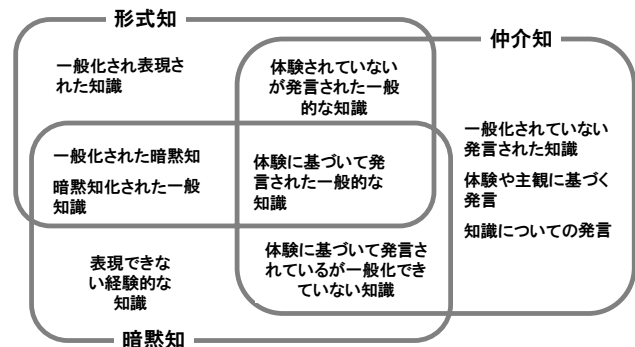 形式知
仲介知
一般化され表現さ
れた知識
体験されていない
が発言された一般
的な知識
一般化されていない
発言された知識
体験や主観に基づく
発言
知識についての発言
一般化された暗黙知
暗黙知化された一般
知識
体験に基づいて発
言された一般的な
知識
表現できな
い経験的な
知識
体験に基づいて発言さ
れているが一般化でき
ていない知識
暗黙知